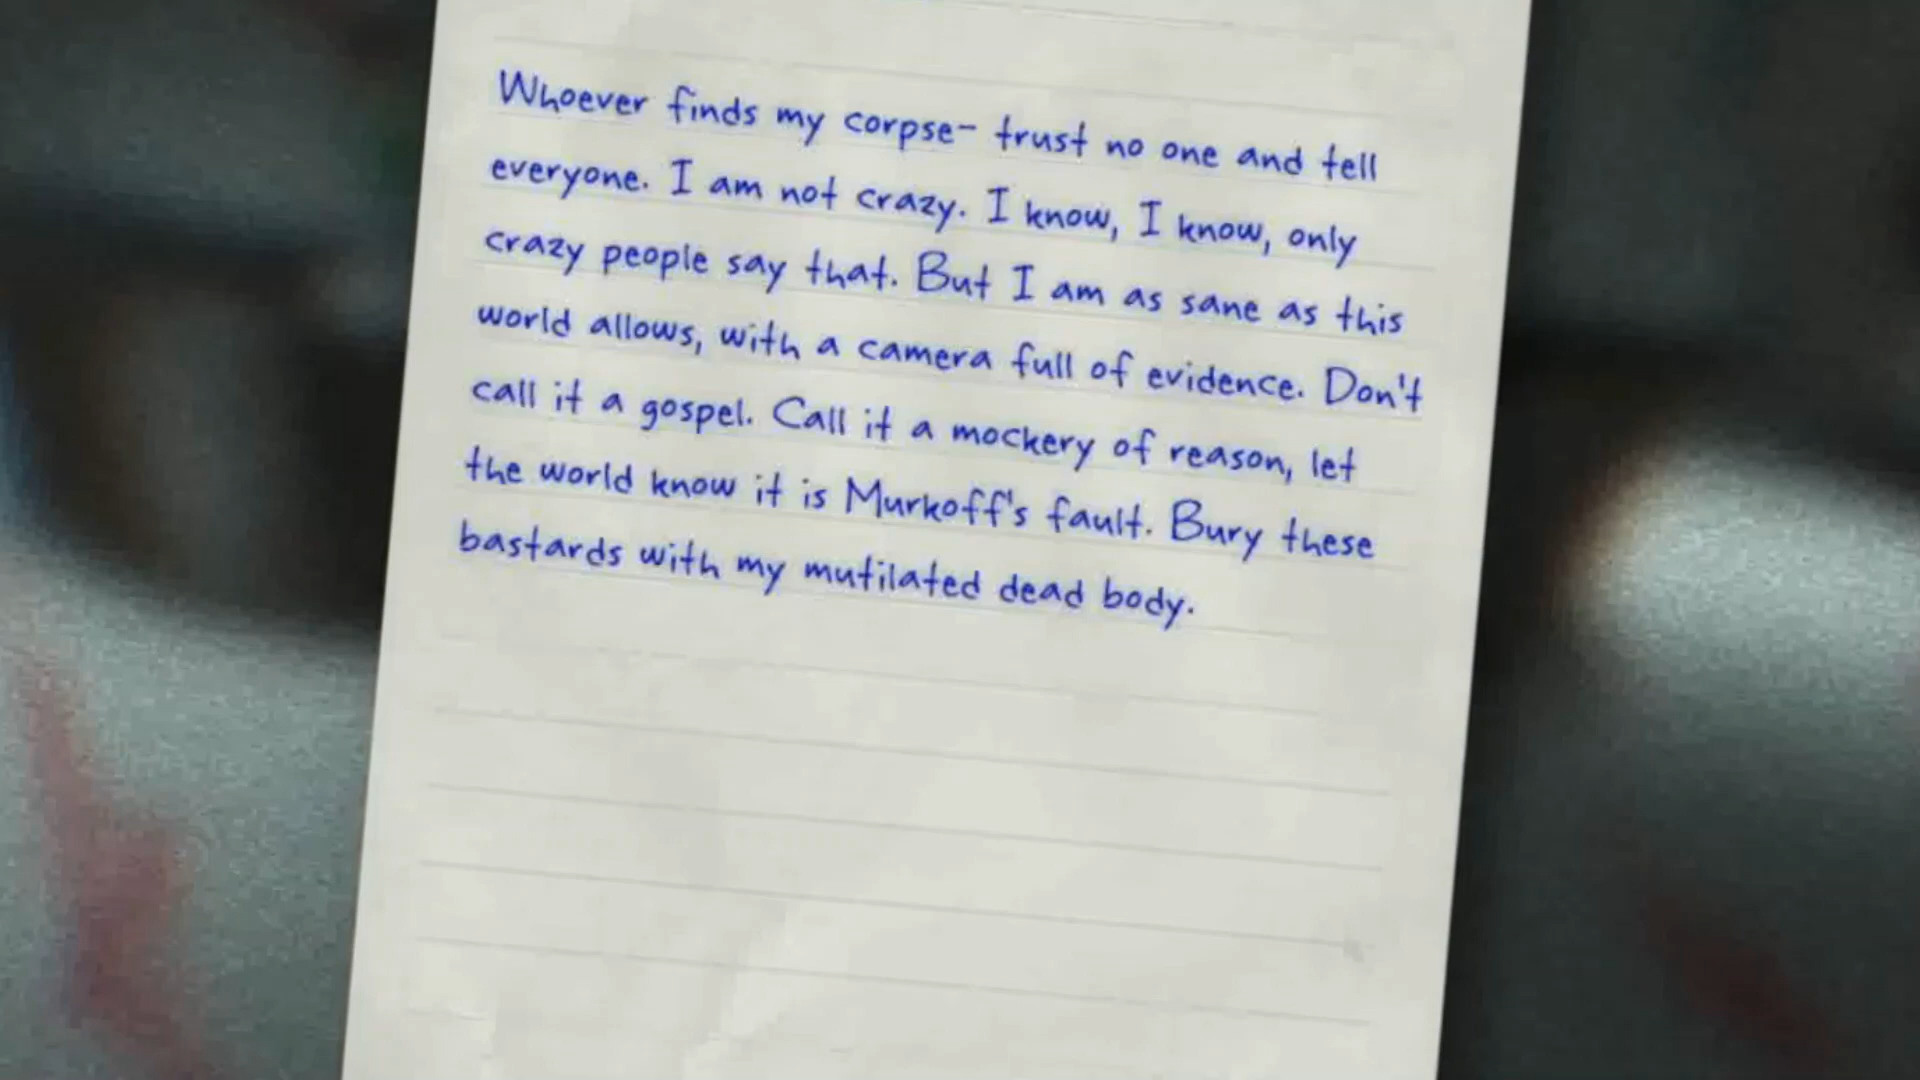 Whoever finds my corpse- trust no one and tell
everyone. I am not crazy. I know, I know, only
crazy people say that. But I am as sane as this
world allows, with a camera full of evidence. Don't
call it a gospel. Call it a mockery of reason, let
the world know it is Murkoff's fault. Bury these
bastards with my mutilated dead body.